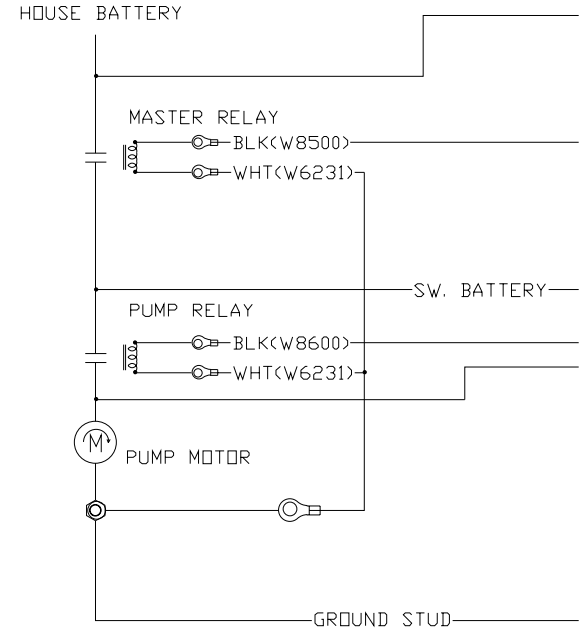 HOUSE BATTERY
MASTER RELAY
BLK(W8500)
WHT(W6231)
SW. BATTERY
PUMP RELAY
BLK(W8600)
WHT(W6231)
M
PUMP MOTOR
GROUND STUD